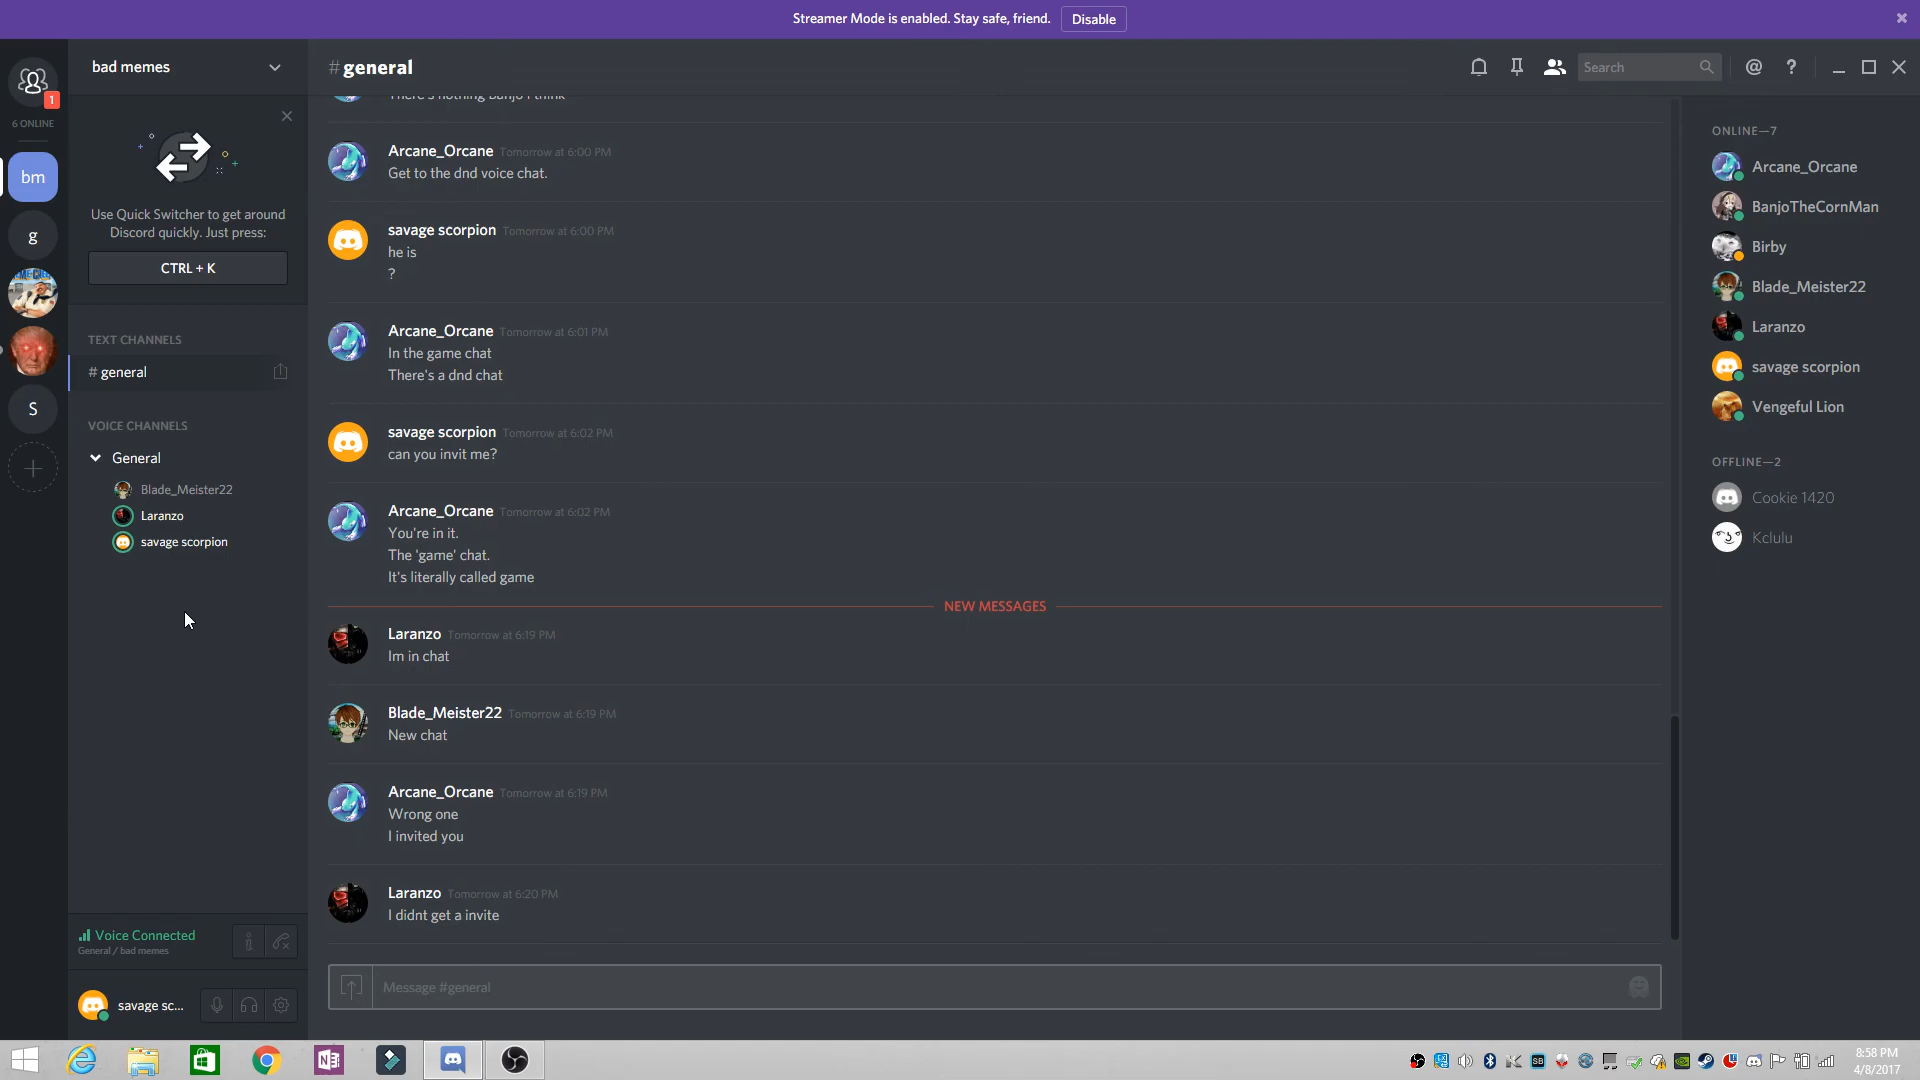 Streamer Mode is enabled. Stay safe, friend. Disable
bad memes
#general
Search
1
6 ONLINE
bm
g
S
Use Quick Switcher to get around
Discord quickly. Just press:
CTRL + K
TEXT CHANNELS
# general
VOICE CHANNELS
General
Blade_Meister22
Laranzo
savage scorpion
Voice Connected
General / bad memes
savage sc...
There's nothing Banjo I think
Arcane_Orcane Tomorrow at 6:00 PM
Get to the dnd voice chat.
savage scorpion Tomorrow at 6:00 PM
he is
?
Arcane_Orcane Tomorrow at 6:01 PM
In the game chat
There's a dnd chat
savage scorpion Tomorrow at 6:02 PM
can you invit me?
Arcane_Orcane Tomorrow at 6:02 PM
You're in it.
The 'game' chat.
It's literally called game
NEW MESSAGES
Laranzo Tomorrow at 6:19 PM
Im in chat
Blade_Meister22 Tomorrow at 6:19 PM
New chat
Arcane_Orcane Tomorrow at 6:19 PM
Wrong one
I invited you
Laranzo Tomorrow at 6:20 PM
I didnt get a invite
Message #general
ONLINE—7
Arcane_Orcane
BanjoTheCornMan
Birby
Blade_Meister22
Laranzo
savage scorpion
Vengeful Lion
OFFLINE—2
Cookie 1420
Kclulu
8:58 PM
4/8/2017